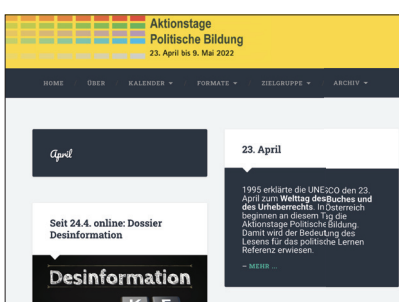 Aktionstage
Politische Bildung
23. April bis 9. Mai 2022
HOME ÜBER KALENDER FORMATE ZIELGRUPPE ARCHIV
April
23. April
1995 erklärte die UNESCO den 23.
April zum Welttag des Buches und
des Urheberrechts. In Österreich
beginnen an diesem Tag die
Aktionstage Politische Bildung.
Damit wird der Bedeutung des
Lesens für das politische Lernen
Referenz erwiesen.
– MEHR ...
Seit 24.4. online: Dossier
Desinformation
Desinformation
K F